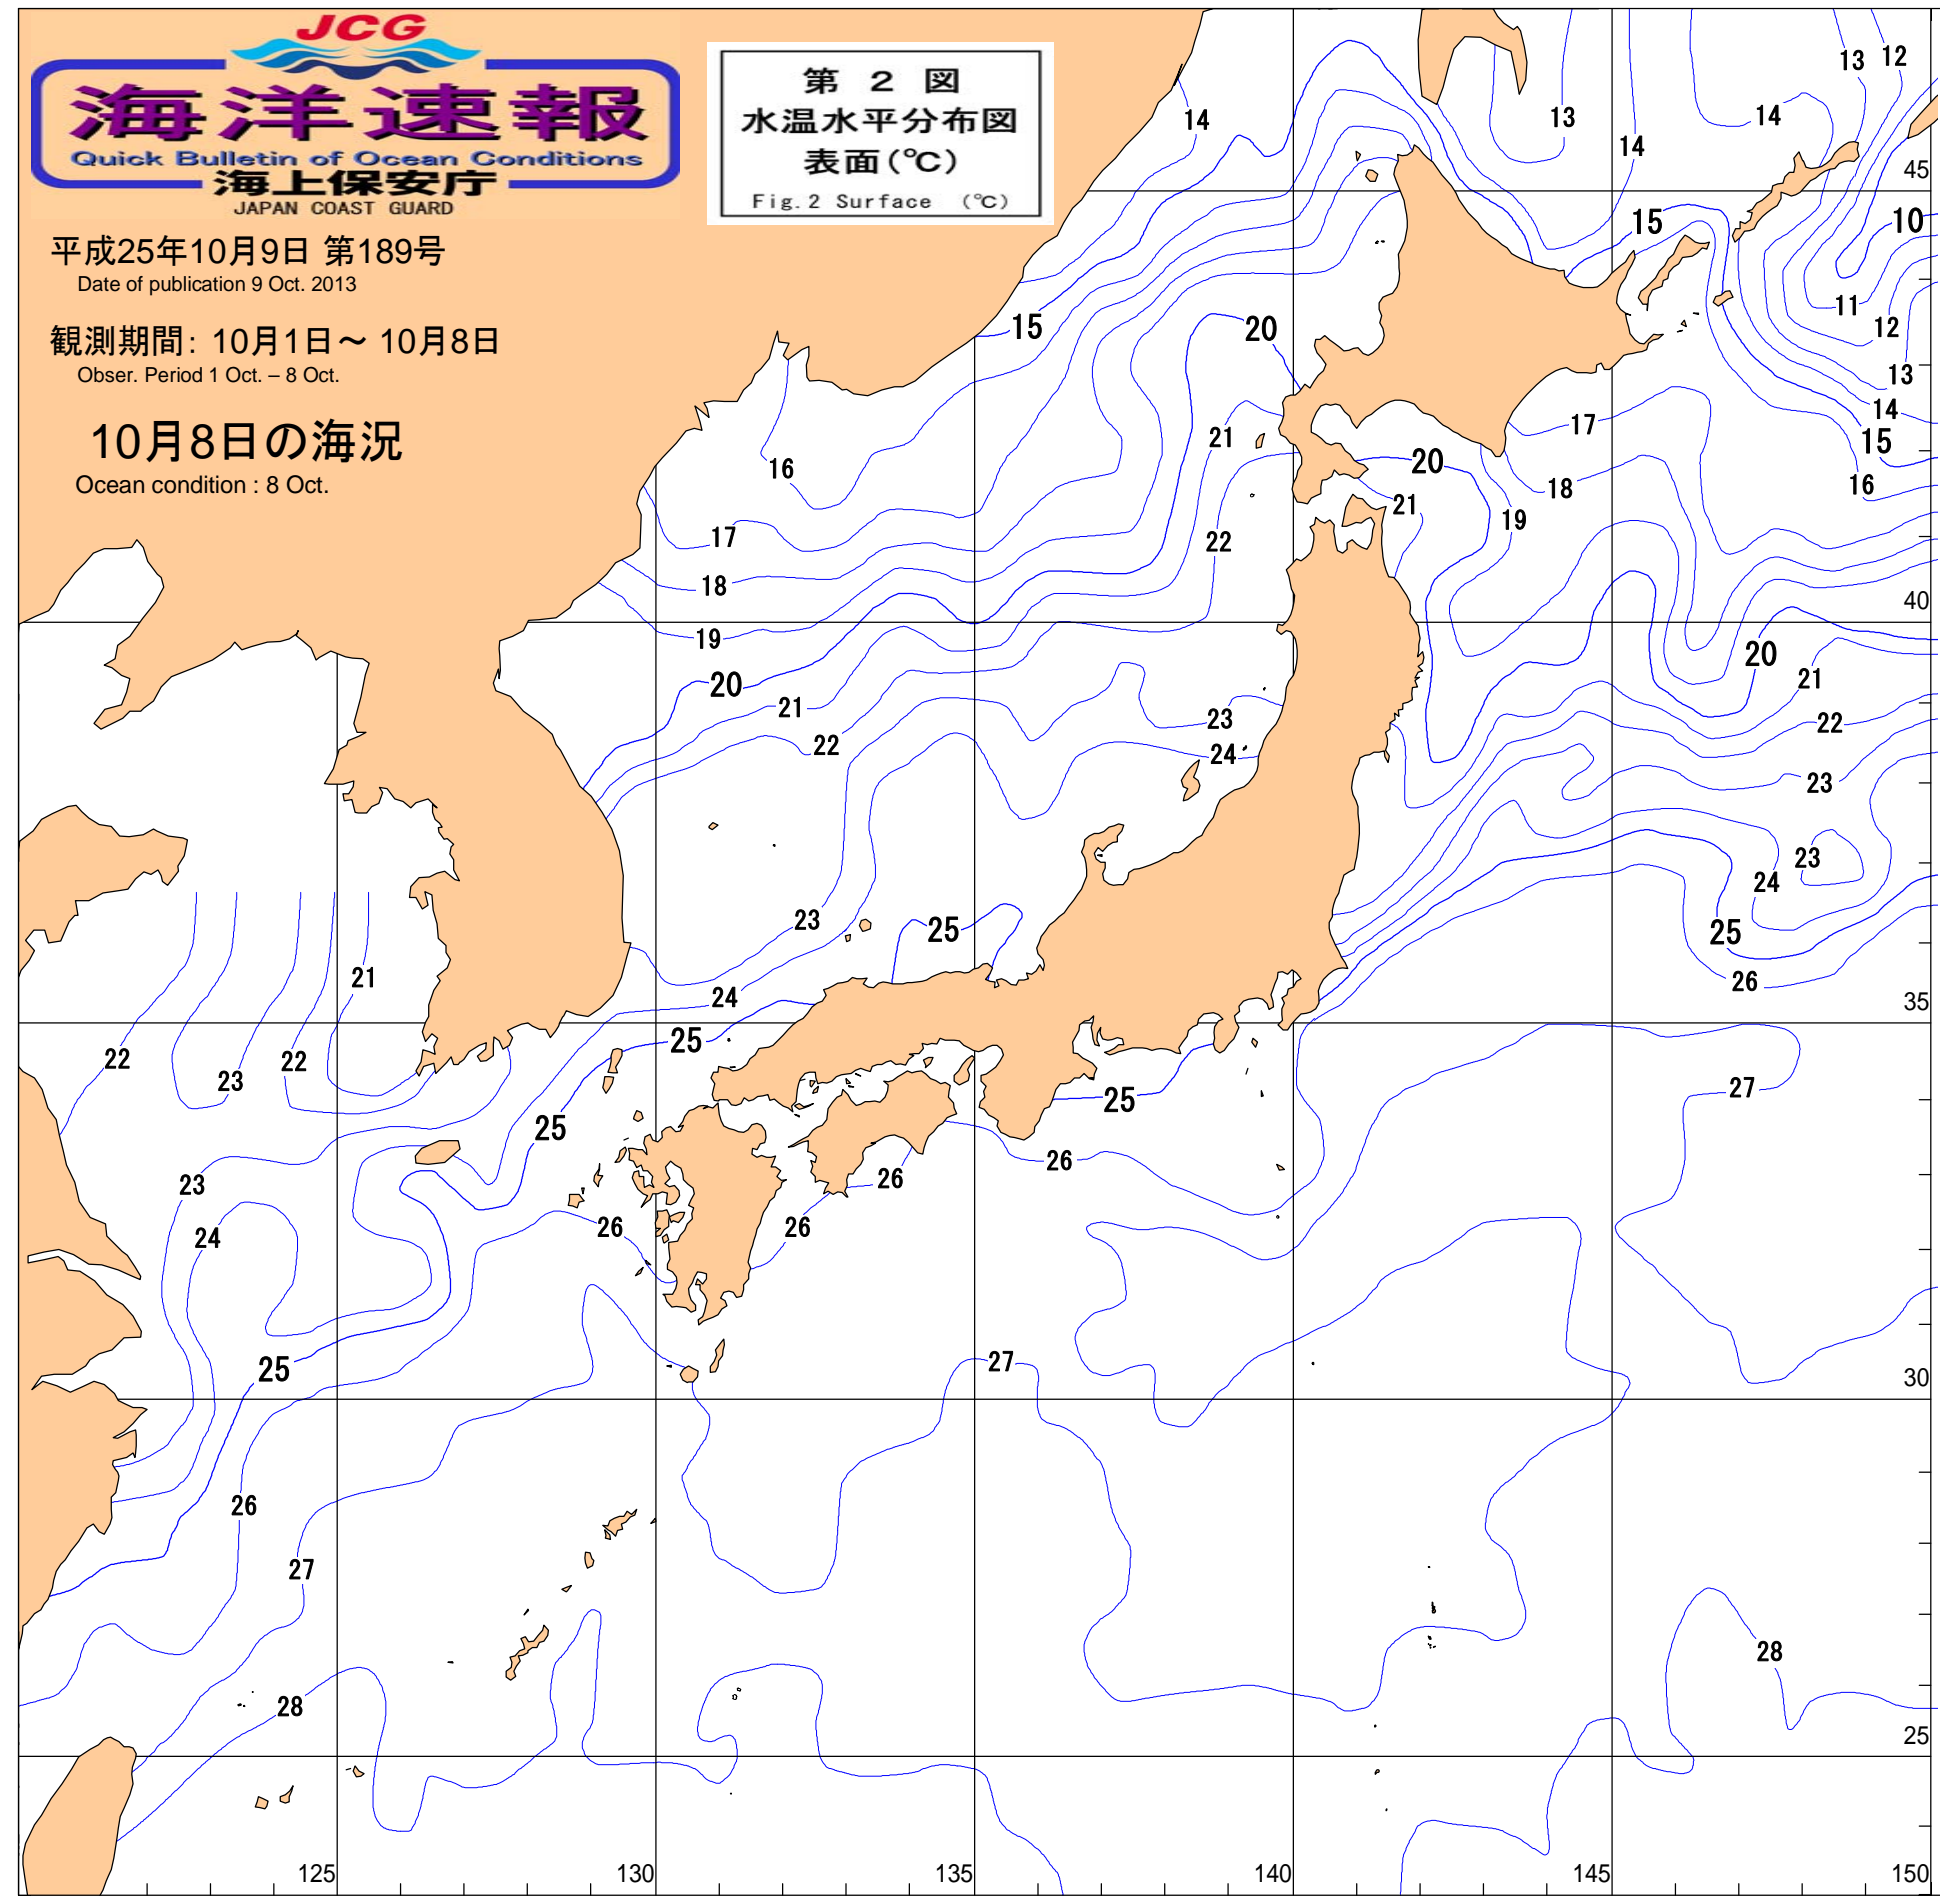 JCG
海洋速報
Quick Bulletin of Ocean Conditions
海上保安庁
JAPAN COAST GUARD
第 2 図
水温水平分布図
表面(℃)
Fig.2 Surface (℃)
平成25年10月9日 第189号
Date of publication 9 Oct. 2013
観測期間: 10月1日～ 10月8日
Obser. Period 1 Oct. – 8 Oct.
10月8日の海況
Ocean condition : 8 Oct.
13 12
14 13 14
14
45
15 10
15 20 11
12
13
14
21 17 15
16 20
18 16
21 19
17 22
18
40
19
20 20
21 21
23 22
22 24
23
23
24
23 25 25
21 26
24
35
25
22 22
23 27
25 25
26
23 26
24 26 26
27
25
30
26
27
28
28
25
125 130 135 140 145 150